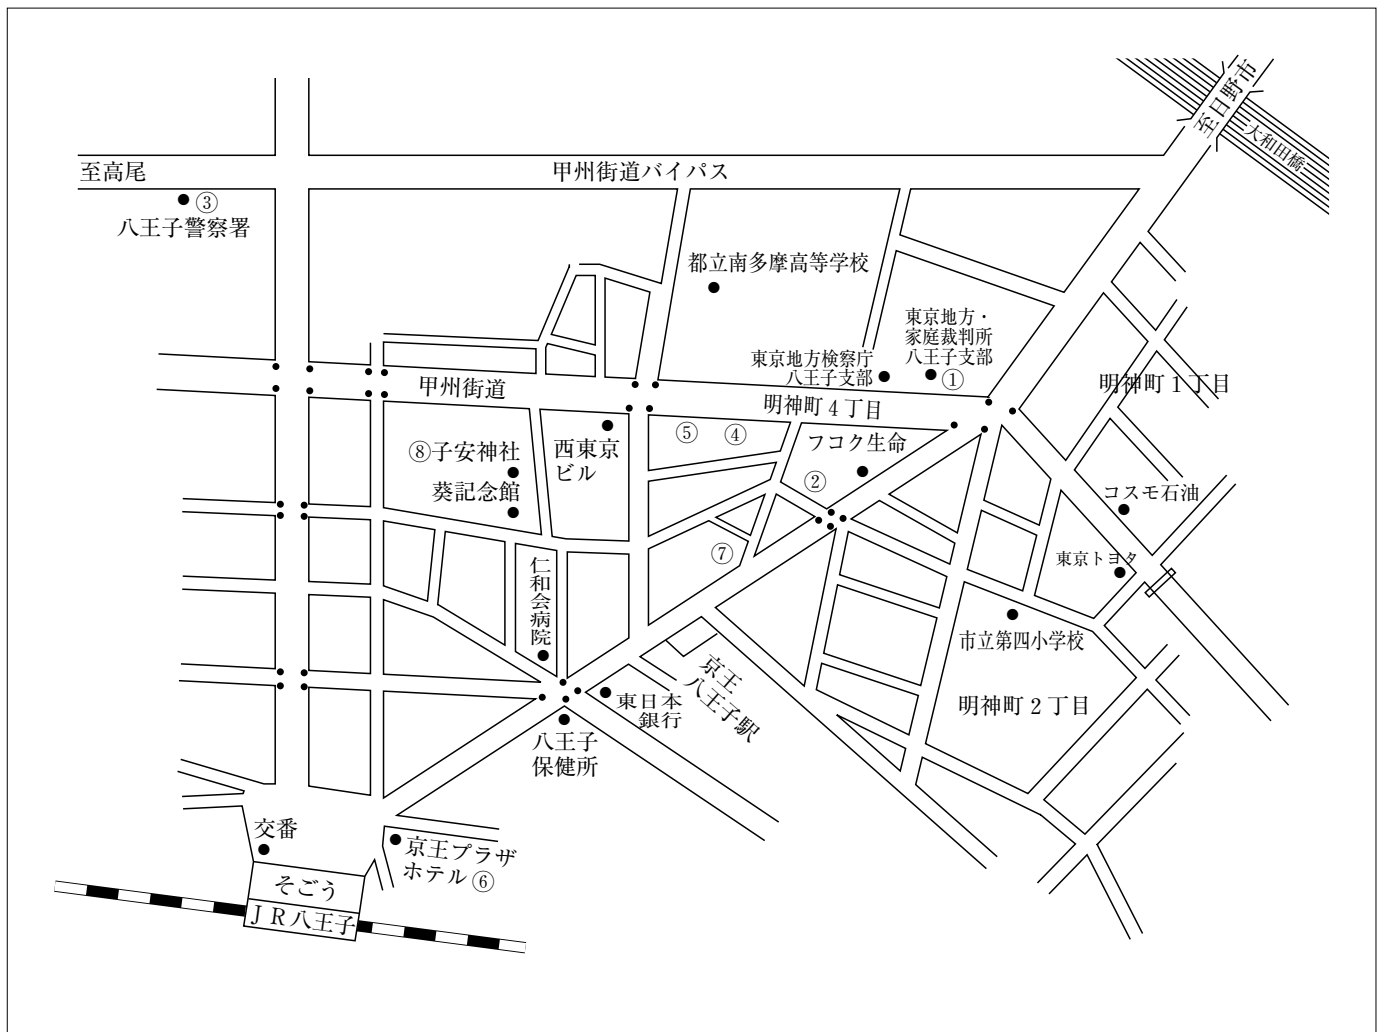 至日野市
大和田橋
至高尾
甲州街道バイパス
③
八王子警察署
都立南多摩高等学校
東京地方・
家庭裁判所
八王子支部
①
東京地方検察庁
八王子支部
明神町1丁目
甲州街道
明神町4丁目
⑤
④
フコク生命
②
⑧子安神社
葵記念館
西東京
ビル
コスモ石油
⑦
東京トヨタ
仁和会病院
市立第四小学校
京王
八王子駅
明神町2丁目
東日本
銀行
八王子
保健所
交番
京王プラザ
ホテル⑥
そごう
JR八王子